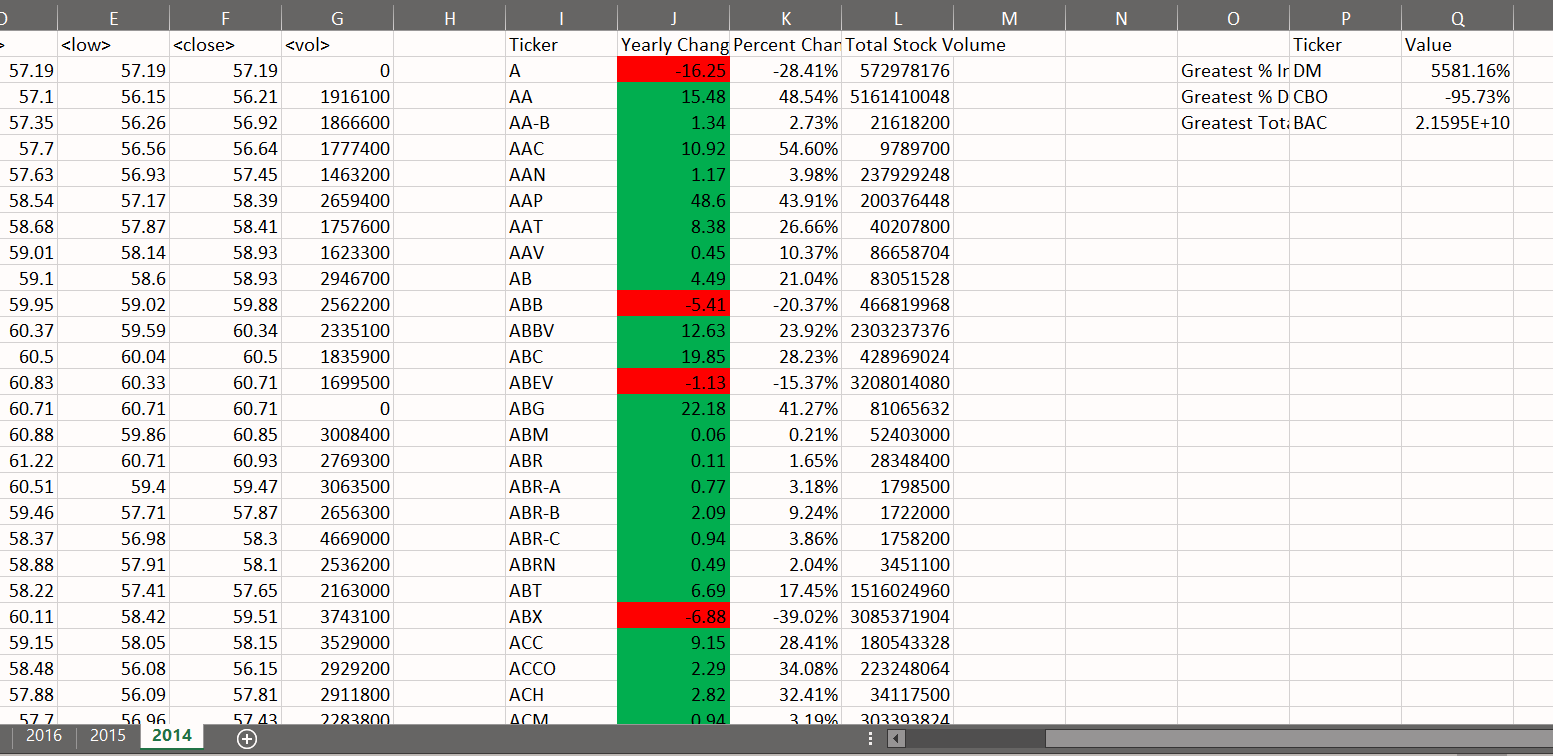 D E F G H I J K L M N O P Q
> <low> <close> <vol> Ticker Yearly Chang Percent Char Total Stock Volume Ticker Value
57.19 57.19 57.19 0 A -16.25 -28.41% 572978176 Greatest % Ir DM 5581.16%
57.1 56.15 56.21 1916100 AA 15.48 48.54% 5161410048 Greatest % D CBO -95.73%
57.35 56.26 56.92 1866600 AA-B 1.34 2.73% 21618200 Greatest Tota BAC 2.1595E+10
57.7 56.56 56.64 1777400 AAC 10.92 54.60% 9789700
57.63 56.93 57.45 1463200 AAN 1.17 3.98% 237929248
58.54 57.17 58.39 2659400 AAP 48.6 43.91% 200376448
58.68 57.87 58.41 1757600 AAT 8.38 26.66% 40207800
59.01 58.14 58.93 1623300 AAV 0.45 10.37% 86658704
59.1 58.6 58.93 2946700 AB 4.49 21.04% 83051528
59.95 59.02 59.88 2562200 ABB -5.41 -20.37% 466819968
60.37 59.59 60.34 2335100 ABBV 12.63 23.92% 2303237376
60.5 60.04 60.5 1835900 ABC 19.85 28.23% 428969024
60.83 60.33 60.71 1699500 ABEV -1.13 -15.37% 3208014080
60.71 60.71 60.71 0 ABG 22.18 41.27% 81065632
60.88 59.86 60.85 3008400 ABM 0.06 0.21% 52403000
61.22 60.71 60.93 2769300 ABR 0.11 1.65% 28348400
60.51 59.4 59.47 3063500 ABR-A 0.77 3.18% 1798500
59.46 57.71 57.87 2656300 ABR-B 2.09 9.24% 1722000
58.37 56.98 58.3 4669000 ABR-C 0.94 3.86% 1758200
58.88 57.91 58.1 2536200 ABRN 0.49 2.04% 3451100
58.22 57.41 57.65 2163000 ABT 6.69 17.45% 1516024960
60.11 58.42 59.51 3743100 ABX -6.88 -39.02% 3085371904
59.15 58.05 58.15 3529000 ACC 9.15 28.41% 180543328
58.48 56.08 56.15 2929200 ACCO 2.29 34.08% 223248064
57.88 56.09 57.81 2911800 ACH 2.82 32.41% 34117500
57.7 56.96 57.43 2283800 ACM 0.94 3.19% 303393824
2016 2015 2014